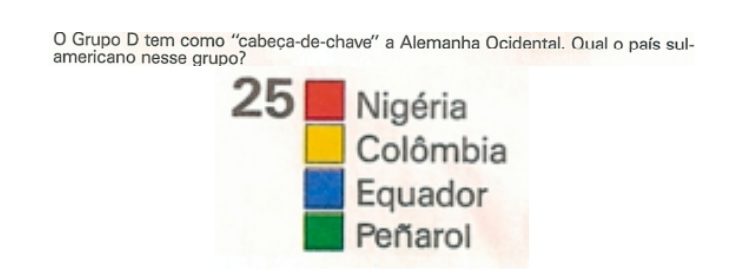 O Grupo D tem como "cabeça-de-chave" a Alemanha Ocidental. Qual o país sul-
americano nesse grupo?
25 Nigéria
Colômbia
Equador
Peñarol